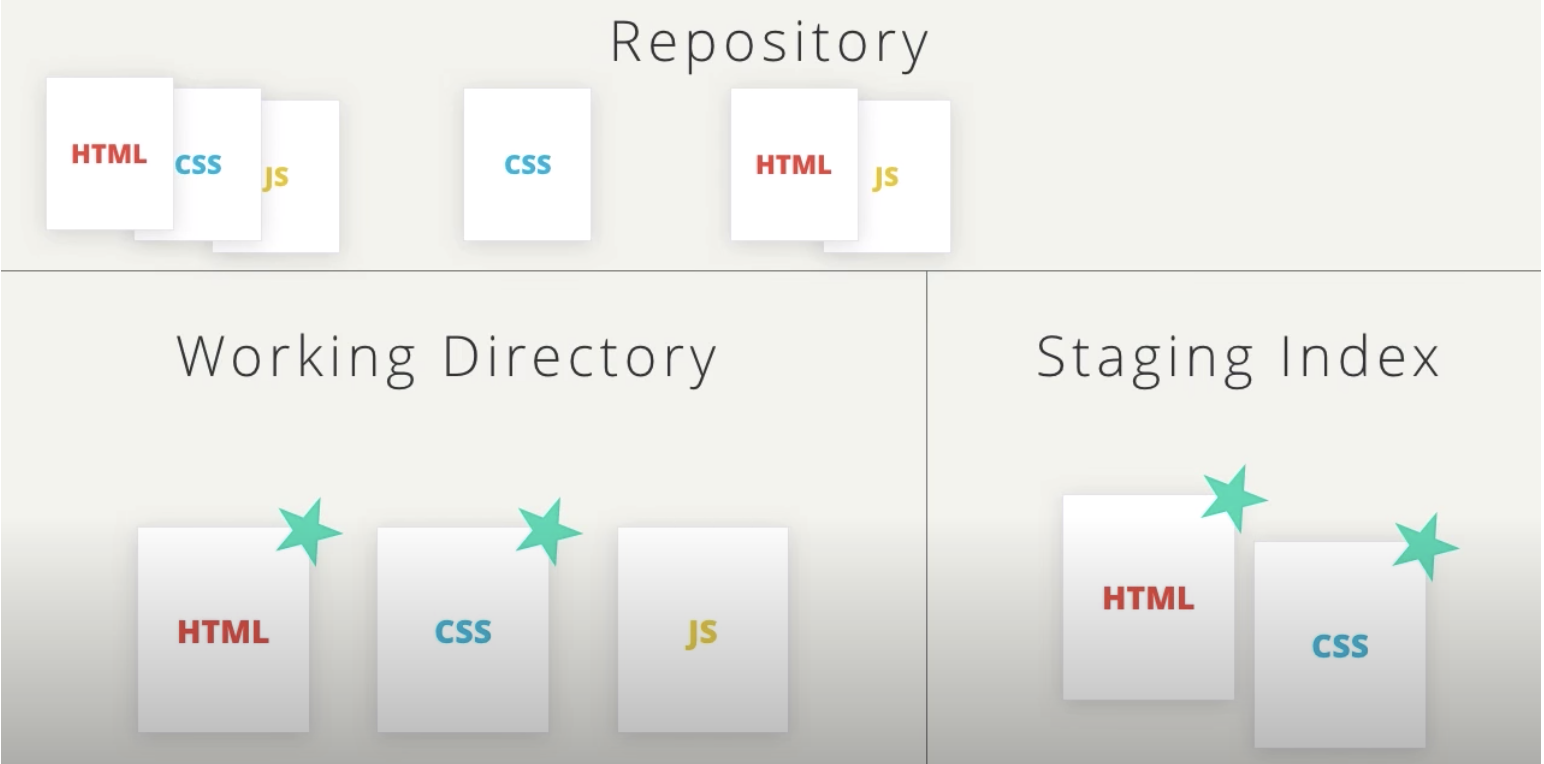 Repository
HTML
CSS
JS
CSS
HTML
JS
Working Directory
HTML
CSS
JS
Staging Index
HTML
CSS